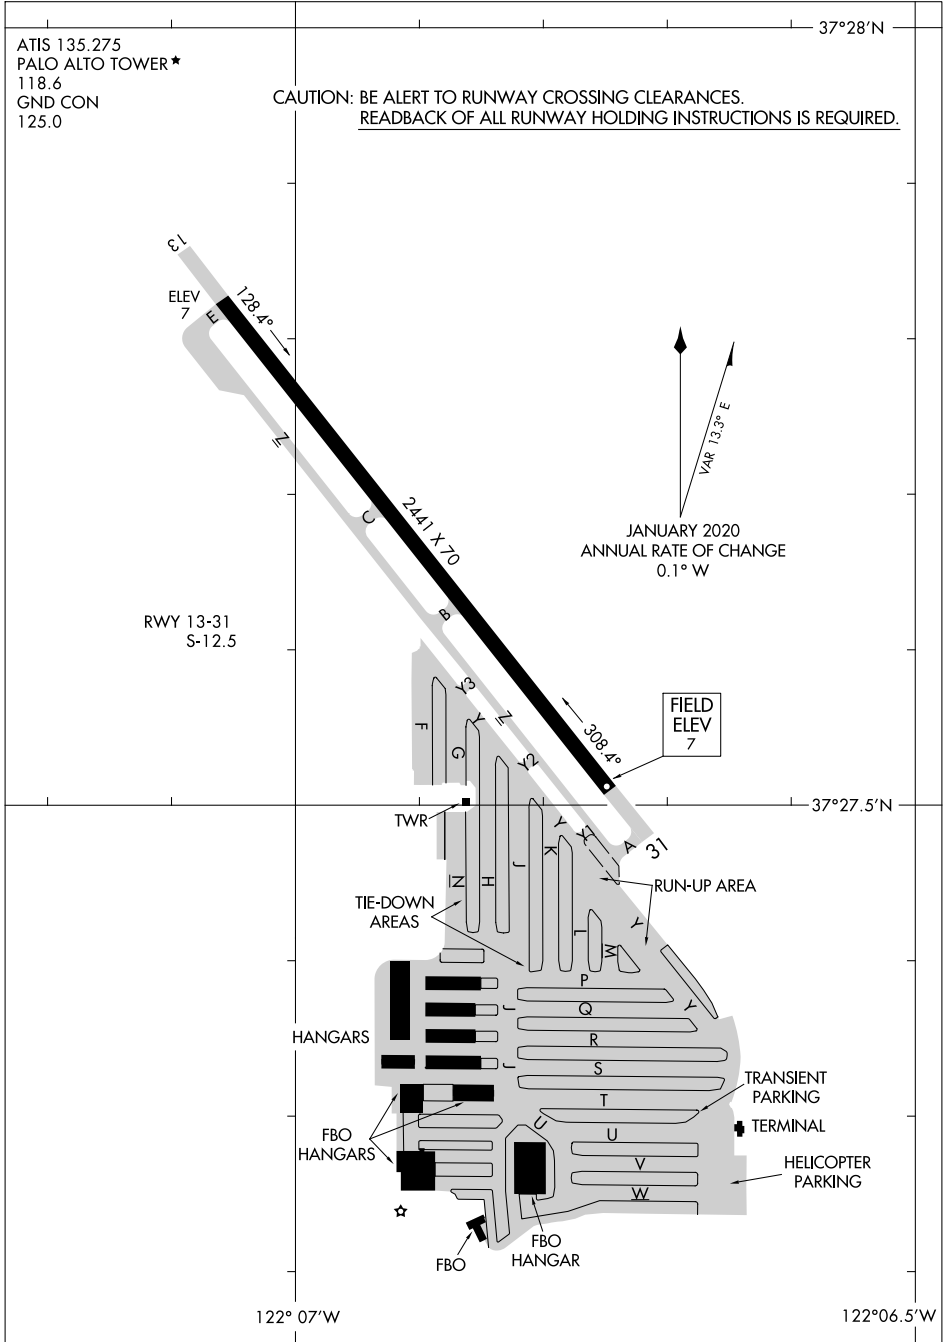 37°28'N
ATIS 135.275
PALO ALTO TOWER★
118.6
GND CON
125.0
CAUTION: BE ALERT TO RUNWAY CROSSING CLEARANCES.
READBACK OF ALL RUNWAY HOLDING INSTRUCTIONS IS REQUIRED.
13
ELEV
7
E
128.4°
VAR 13.3° E
Z
C
2441 X 70
JANUARY 2020
ANNUAL RATE OF CHANGE
0.1° W
B
RWY 13-31
S-12.5
Y3
Y
Z
F
G
Y2
308.4°
FIELD
ELEV
7
37°27.5'N
TWR
Y
Y1
A
31
K
J
H
N
RUN-UP AREA
TIE-DOWN
AREAS
L
M
Y
P
Y
J
Q
HANGARS
R
J
S
TRANSIENT
PARKING
T
U
TERMINAL
U
FBO
HANGARS
V
HELICOPTER
PARKING
W
FBO
HANGAR
FBO
122° 07'W
122°06.5'W